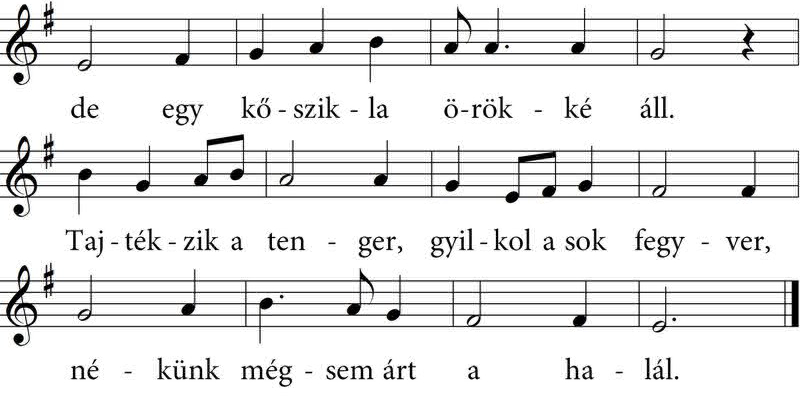 de egy kő - szik - la ö - rök - ké áll.
Taj - ték - zik a ten - ger, gyil - kol a sok fegy - ver,
né - künk még - sem árt a ha - lál.